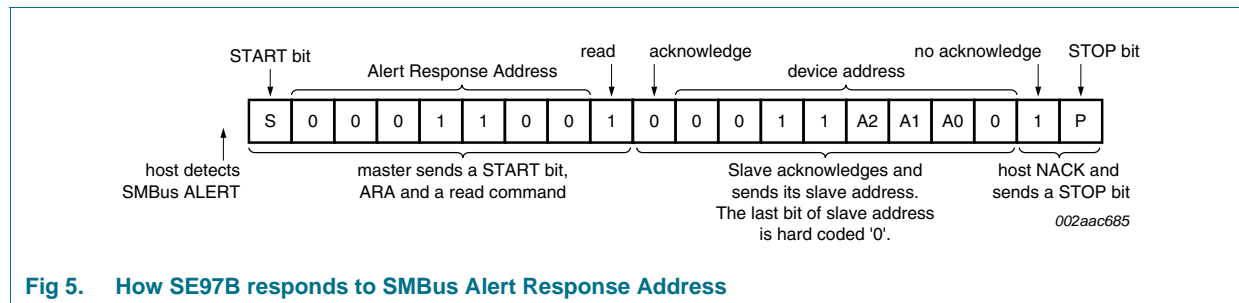 START bit
read
acknowledge
no acknowledge
STOP bit
Alert Response Address
device address
S 0 0 0 1 1 0 0 1 0 0 0 1 1 A2 A1 A0 0 1 P
host detects
SMBus ALERT
master sends a START bit,
ARA and a read command
Slave acknowledges and
sends its slave address.
The last bit of slave address
is hard coded '0'.
host NACK and
sends a STOP bit
002aac685
Fig 5. How SE97B responds to SMBus Alert Response Address